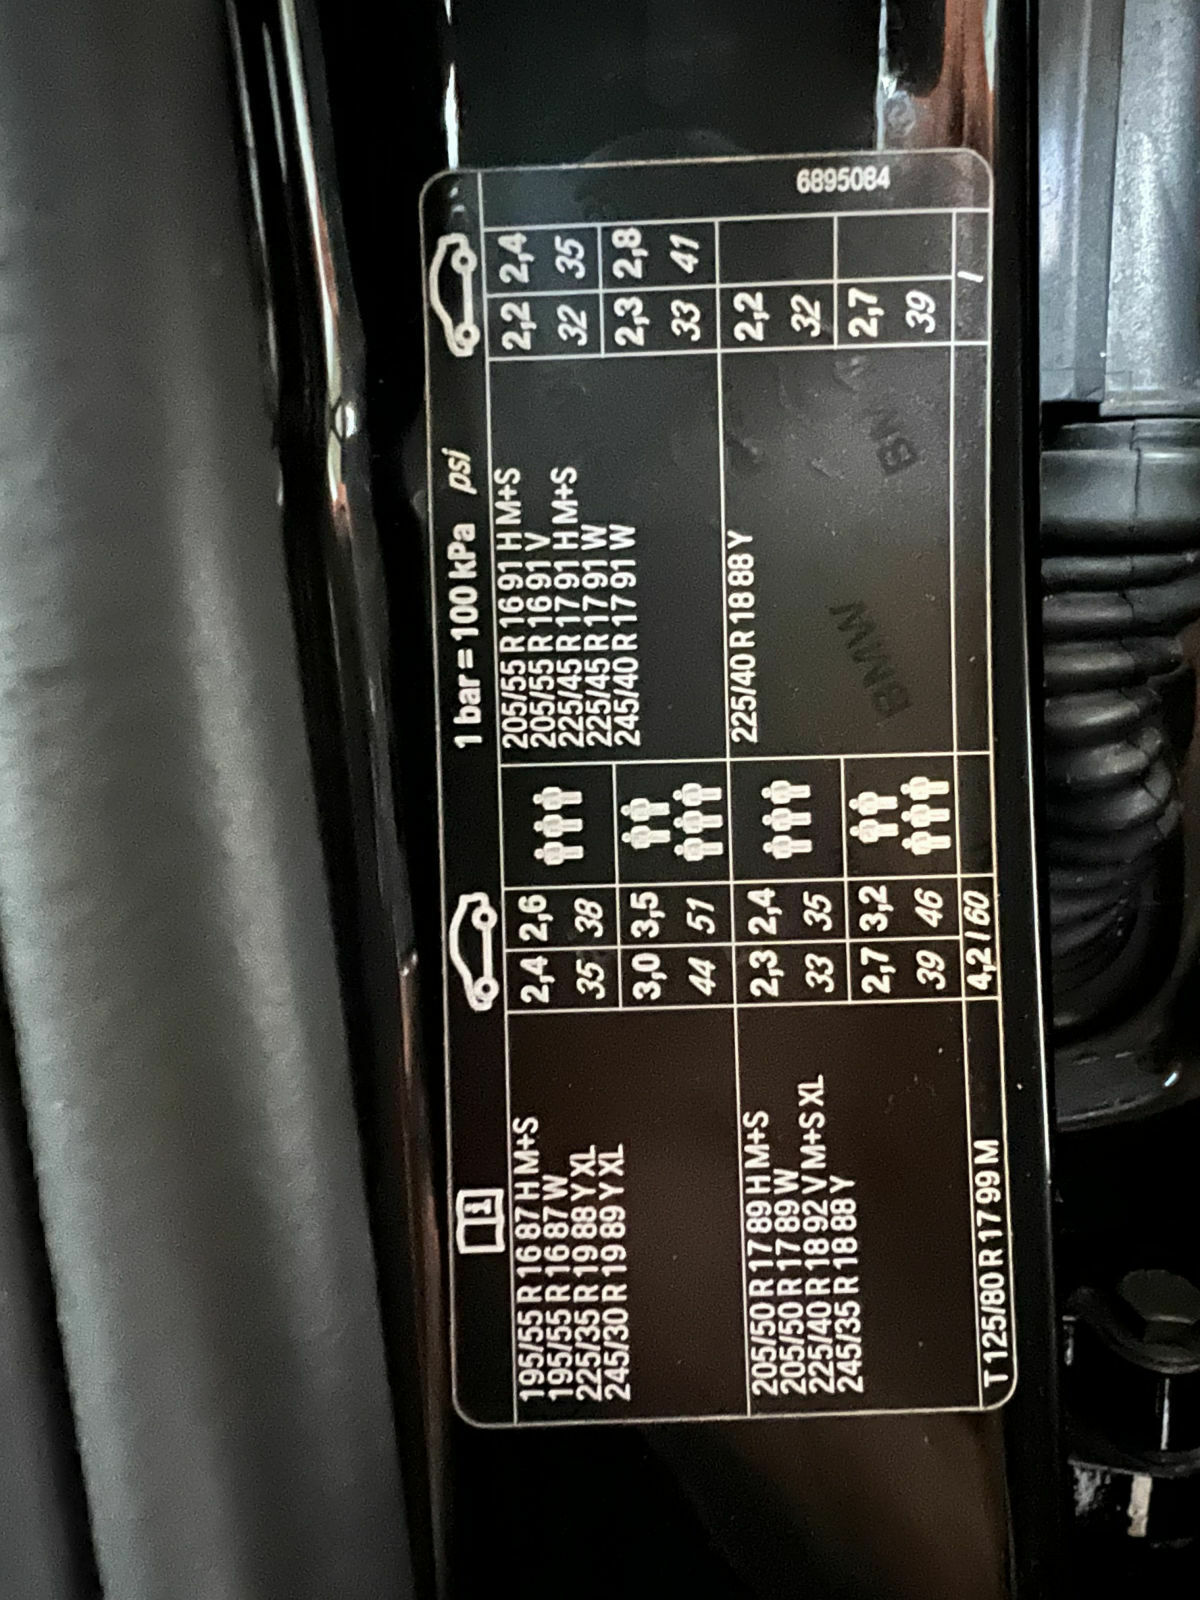 1 bar = 100 kPa psi
195/55 R 16 87 H M+S
195/55 R 16 87 W
225/35 R 19 88 Y XL
245/30 R 19 89 Y XL
2,4 2,6
35 38
3,0 3,5
44 51
205/55 R 16 91 H M+S
205/55 R 16 91 V
225/45 R 17 91 H M+S
225/45 R 17 91 W
245/40 R 17 91 W
2,2 2,4
32 35
2,3 2,8
33 41
205/50 R 17 89 H M+S
205/50 R 17 89 W
225/40 R 18 92 V M+S XL
245/35 R 18 88 Y
2,3 2,4
33 35
2,7 3,2
39 46
225/40 R 18 88 Y
2,2
32
2,7
39
T 125/80 R 17 99 M
4,2 / 60
/
6895084
BMW
BMW